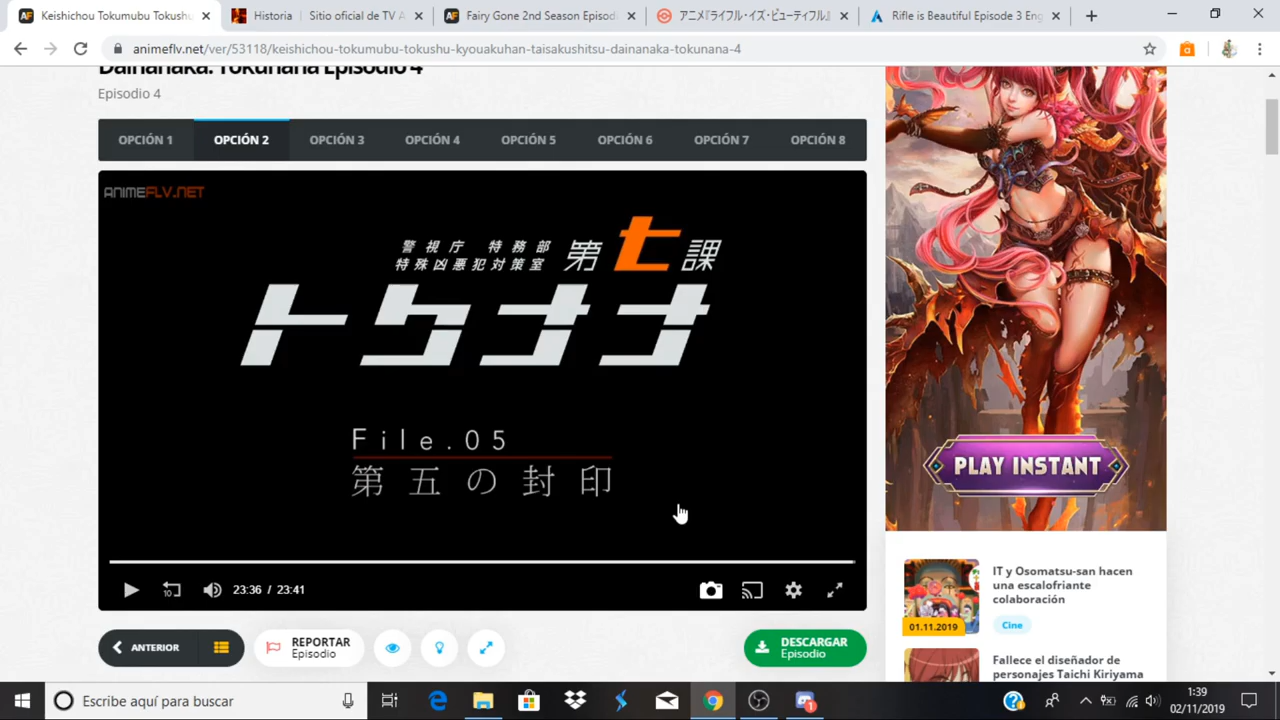 Keishichou Tokumubu Tokushu
Historia
Sitio oficial de TV A
Fairy Gone 2nd Season Episodi
アニメ『ライフル・イズ・ビューティフル』
Rifle is Beautiful Episode 3 Eng
animeflv.net/ver/53118/keishichou-tokumubu-tokushu-kyouakuhan-taisakushitsu-dainanaka-tokunana-4
Dainanaka: Tokunana Episodio 4
Episodio 4
OPCIÓN 1
OPCIÓN 2
OPCIÓN 3
OPCIÓN 4
OPCIÓN 5
OPCIÓN 6
OPCIÓN 7
OPCIÓN 8
ANIMEFLV.NET
警視庁 特務部
特殊凶悪犯対策室
第七課
トクナナ
File.05
第五の封印
10
23:36 / 23:41
ANTERIOR
REPORTAR
Episodio
DESCARGAR
Episodio
PLAY INSTANT
IT y Osomatsu-san hacen
una escalofriante
colaboración
01.11.2019
Cine
Fallece el diseñador de
personajes Taichi Kiriyama
Escribe aquí para buscar
1:39
02/11/2019